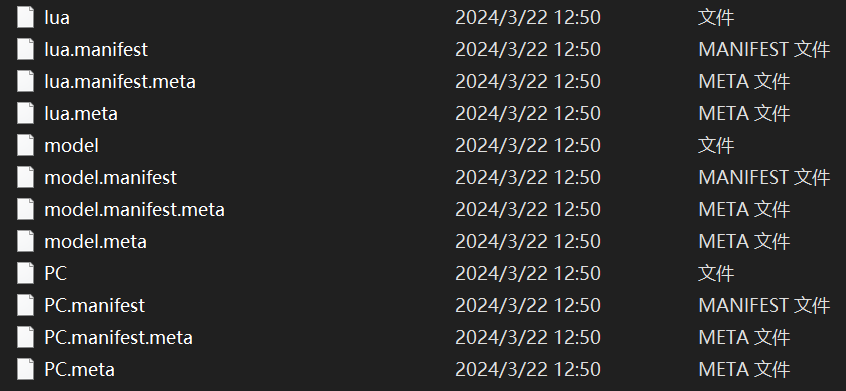 lua 2024/3/22 12:50 文件
lua.manifest 2024/3/22 12:50 MANIFEST 文件
lua.manifest.meta 2024/3/22 12:50 META 文件
lua.meta 2024/3/22 12:50 META 文件
model 2024/3/22 12:50 文件
model.manifest 2024/3/22 12:50 MANIFEST 文件
model.manifest.meta 2024/3/22 12:50 META 文件
model.meta 2024/3/22 12:50 META 文件
PC 2024/3/22 12:50 文件
PC.manifest 2024/3/22 12:50 MANIFEST 文件
PC.manifest.meta 2024/3/22 12:50 META 文件
PC.meta 2024/3/22 12:50 META 文件